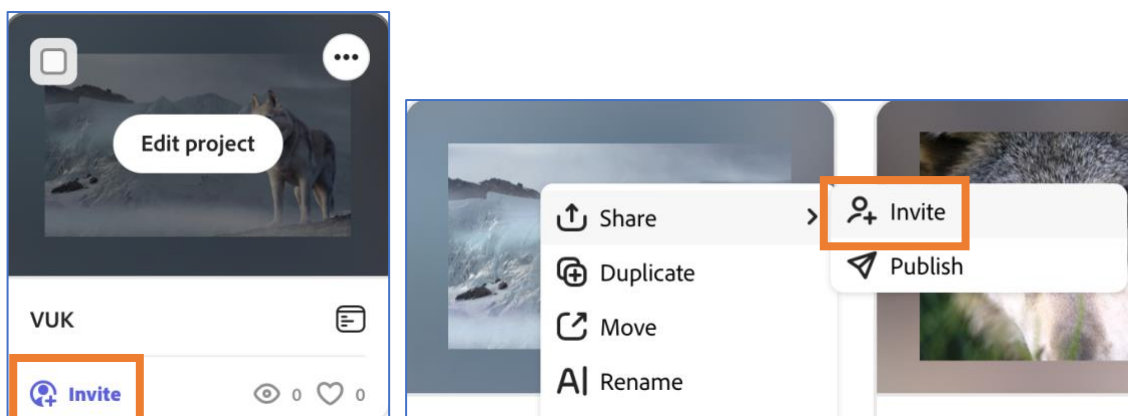 Edit project
VUK
Invite
0 0
Share
Duplicate
Move
Rename
Invite
Publish